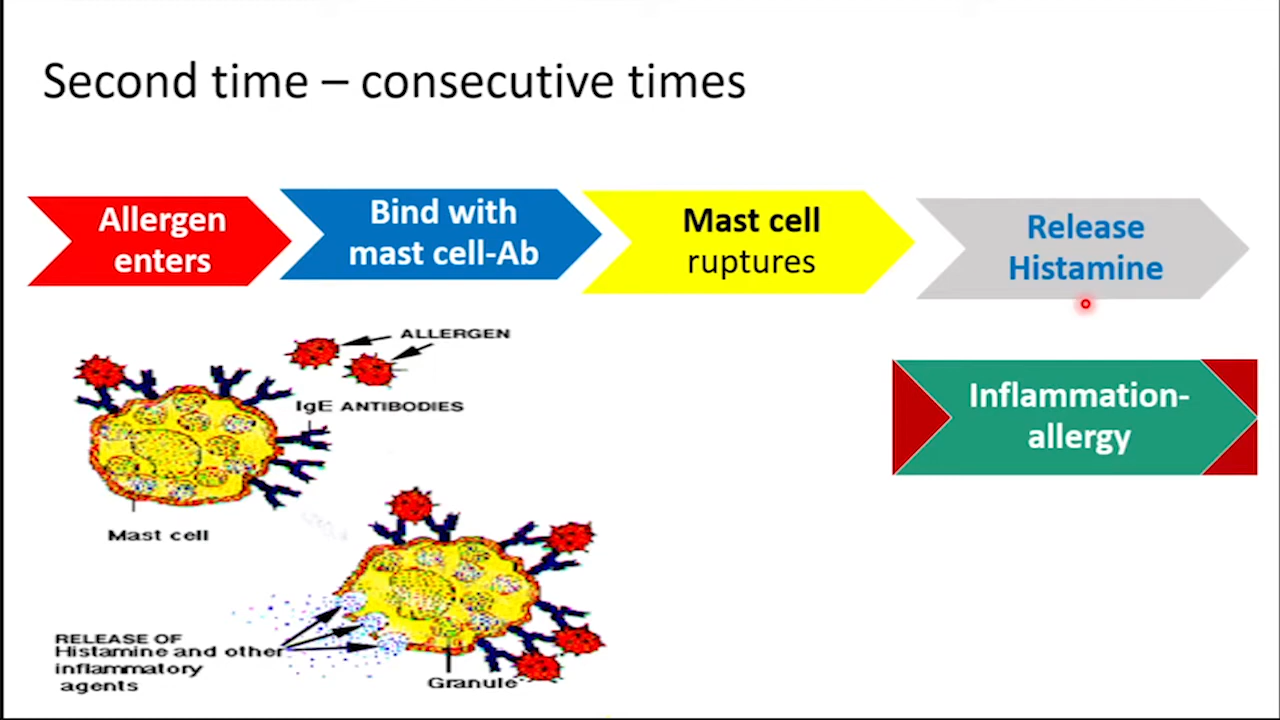 Second time – consecutive times
Allergen
enters
Bind with
mast cell-Ab
Mast cell
ruptures
Release
Histamine
Inflammation-
allergy
ALLERGEN
IgE ANTIBODIES
Mast cell
RELEASE OF
Histamine and other
inflammatory
agents
Granule